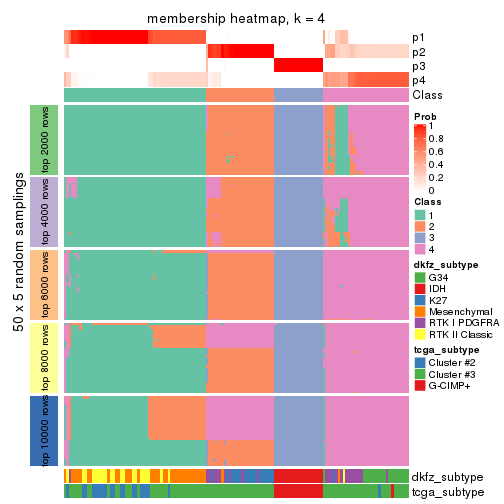 membership heatmap, k = 4
p1
p2
p3
p4
Class
50 x 5 random samplings
top 2000 rows
top 4000 rows
top 6000 rows
top 8000 rows
top 10000 rows
Prob
1
0.8
0.6
0.4
0.2
0
Class
1
2
3
4
dkfz_subtype
G34
IDH
K27
Mesenchymal
RTK I PDGFRA
RTK II Classic
tcga_subtype
Cluster #2
Cluster #3
G-CIMP+
dkfz_subtype
tcga_subtype